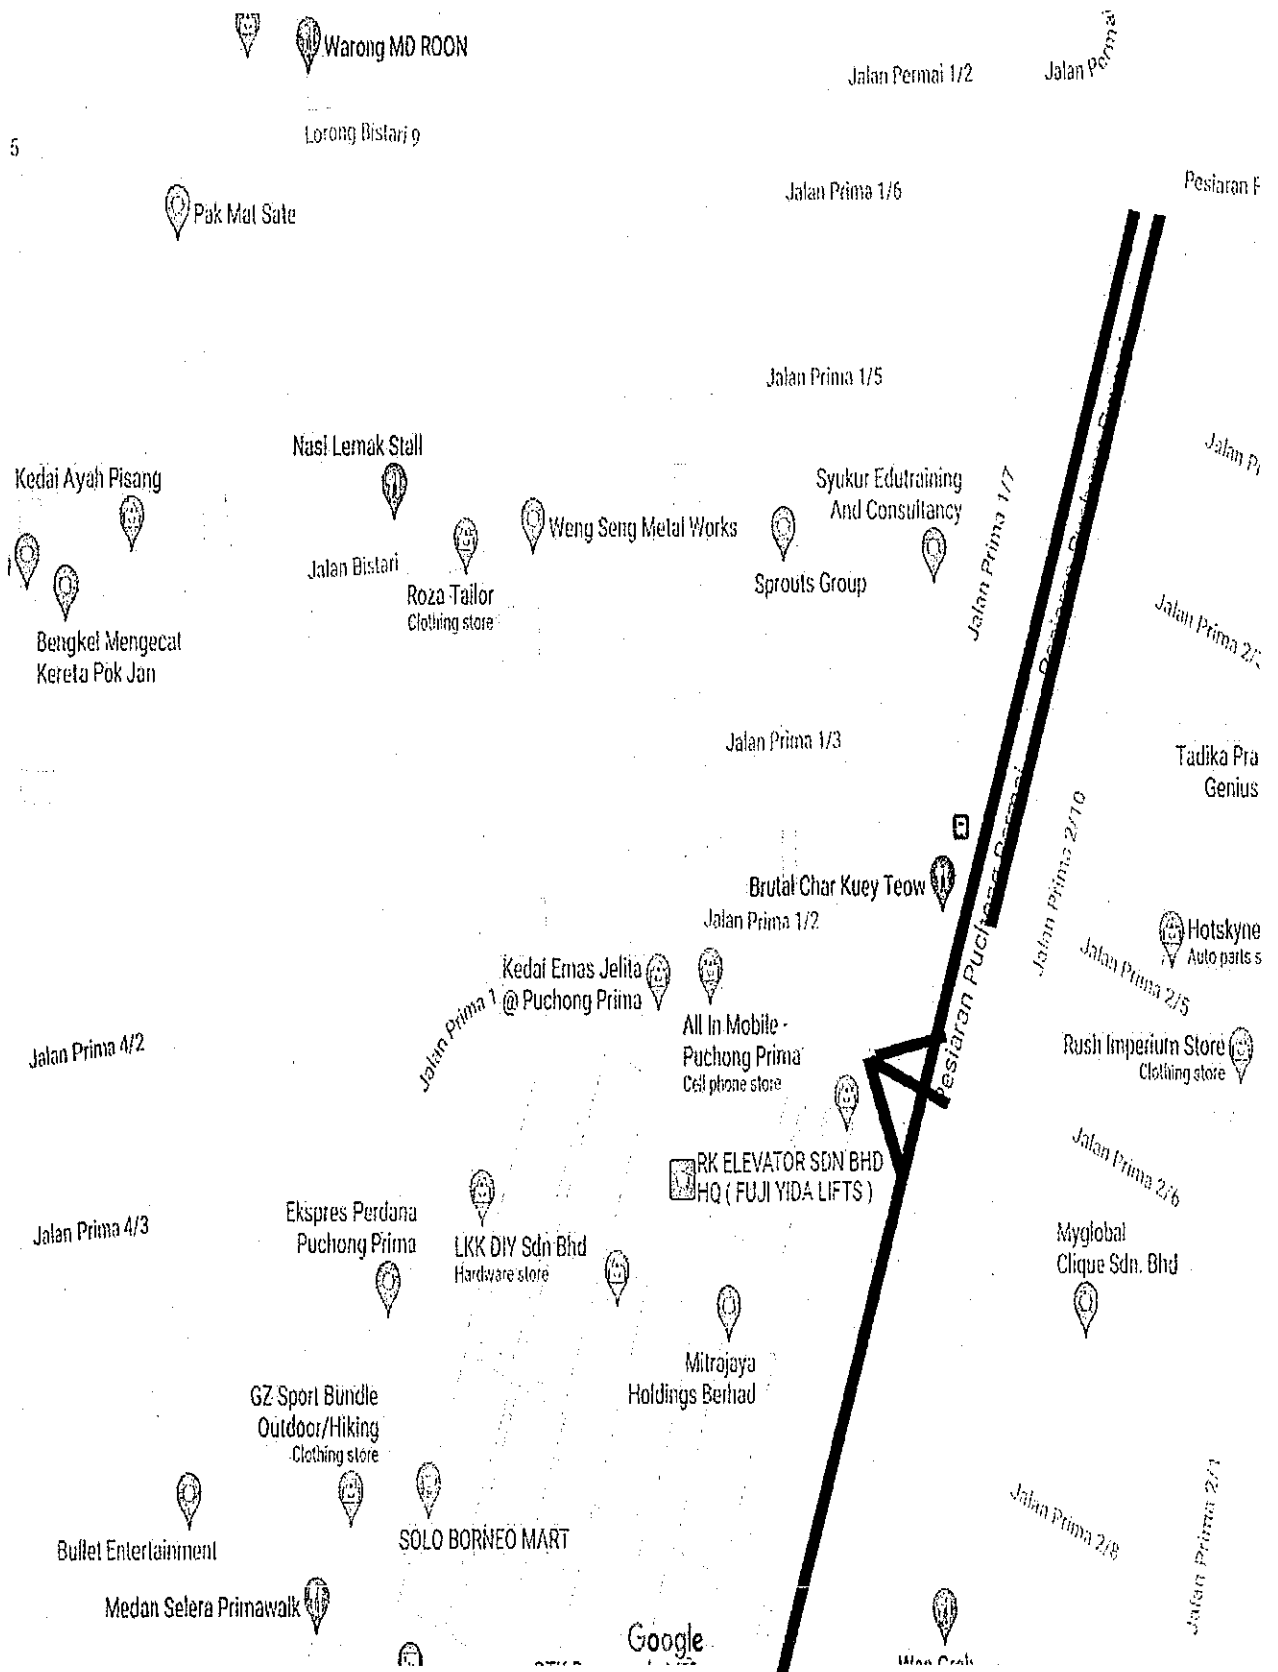 Warong MD ROON
Jalan Permai 1/2
Jalan Permai
Lorong Bistari 9
5
Jalan Prima 1/6
Pesiaran P
Pak Mat Sate
Jalan Prima 1/5
Nasi Lemak Stall
Kedai Ayah Pisang
Syukur Edutraining
And Consultancy
Jalan Prima 1/7
Weng Seng Metal Works
Jalan Bistari
Roza Tailor
Clothing store
Sprouts Group
Bengkel Mengecat
Kereta Pok Jan
Jalan Prima 2/
Jalan Prima 1/3
Tadika Pra
Genius
Jalan Prima 2/10
Brutal Char Kuey Teow
Jalan Prima 1/2
Pesiaran Puchong Permai
Hotskyne
Auto parts s
Jalan Prima 2/5
Kedai Emas Jelita
@ Puchong Prima
Jalan Prima 1
All In Mobile -
Puchong Prima
Cell phone store
Jalan Prima 4/2
Rush Imperium Store
Clothing store
RK ELEVATOR SDN BHD
HQ ( FUJI YIDA LIFTS )
Jalan Prima 2/6
Jalan Prima 4/3
Ekspres Perdana
Puchong Prima
LKK DIY Sdn Bhd
Hardware store
Myglobal
Clique Sdn. Bhd
Mitrajaya
Holdings Berhad
GZ Sport Bundle
Outdoor/Hiking
Clothing store
Jalan Prima 2/8
Jalan Prima 2/1
Bullet Entertainment
SOLO BORNEO MART
Medan Selera Primawalk
Google